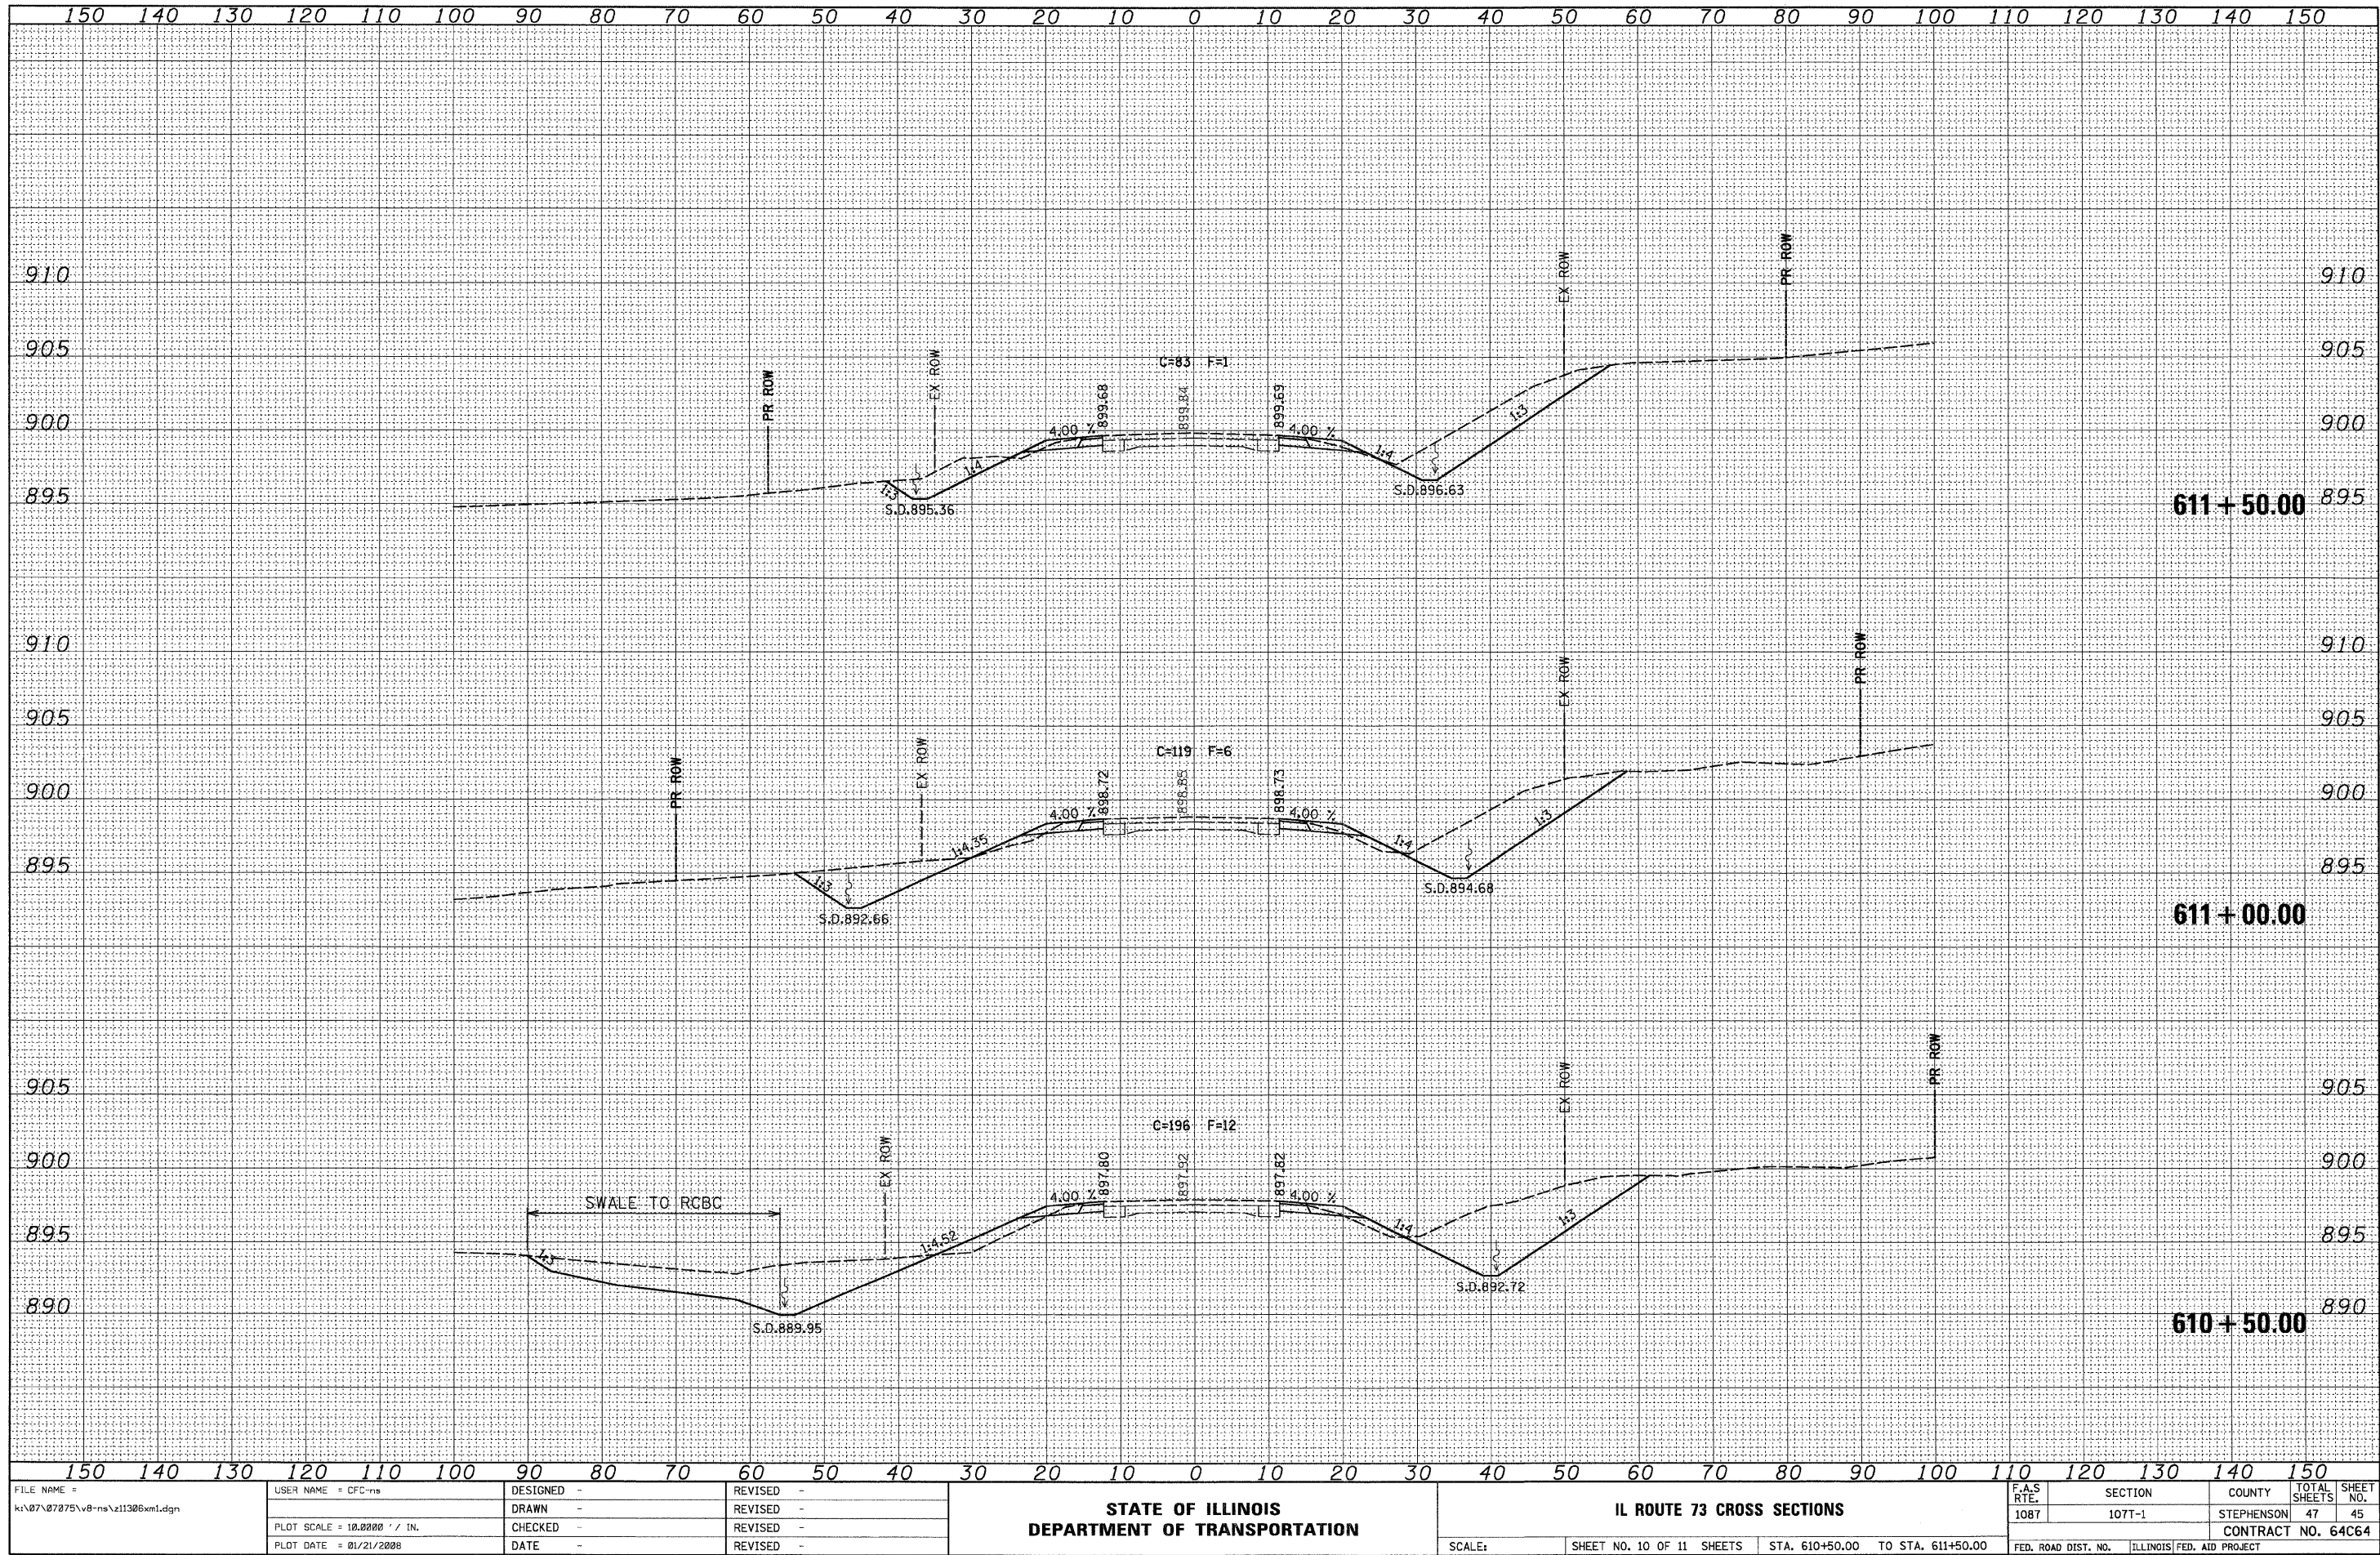 150 140 130 120 110 100 90 80 70 60 50 40 30 20 10 0 10 20 30 40 50 60 70 80 90 100 110 120 130 140 150
PR ROW
EX ROW
910 910
EX ROW
PR ROW
905 905
C=83 F=1
899.68
899.84
899.69
900 900
4.00 %
4.00 %
1:3
1:4
1:4
1:3
S.D.895.36
S.D.896.63
895 895
611+50.00
910 910
PR ROW
EX ROW
905 905
EX ROW
PR ROW
C=119 F=6
898.72
898.85
898.73
900 900
4.00 %
4.00 %
1:3
1:4.35
1:4
1:3
895 895
S.D.892.66
S.D.894.68
611+00.00
PR ROW
EX ROW
905 905
C=196 F=12
EX ROW
900 900
897.80
897.92
897.82
SWALE TO RCBC
4.00 %
4.00 %
1:3
1:4.52
1:4
1:3
895 895
S.D.892.72
890 890
S.D.889.95
610+50.00
150 140 130 120 110 100 90 80 70 60 50 40 30 20 10 0 10 20 30 40 50 60 70 80 90 100 110 120 130 140 150
FILE NAME =
k:\07\07075\v8-ns\z11306xm1.dgn
USER NAME = CFC-ns
PLOT SCALE = 10.0000 ' / IN.
PLOT DATE = 01/21/2008
DESIGNED -
DRAWN -
CHECKED -
DATE -
REVISED -
REVISED -
REVISED -
REVISED -
STATE OF ILLINOIS
DEPARTMENT OF TRANSPORTATION
IL ROUTE 73 CROSS SECTIONS
SCALE: SHEET NO. 10 OF 11 SHEETS STA. 610+50.00 TO STA. 611+50.00
F.A.S RTE. SECTION COUNTY TOTAL SHEETS SHEET NO.
1087 107T-1 STEPHENSON 47 45
CONTRACT NO. 64C64
FED. ROAD DIST. NO. ILLINOIS FED. AID PROJECT